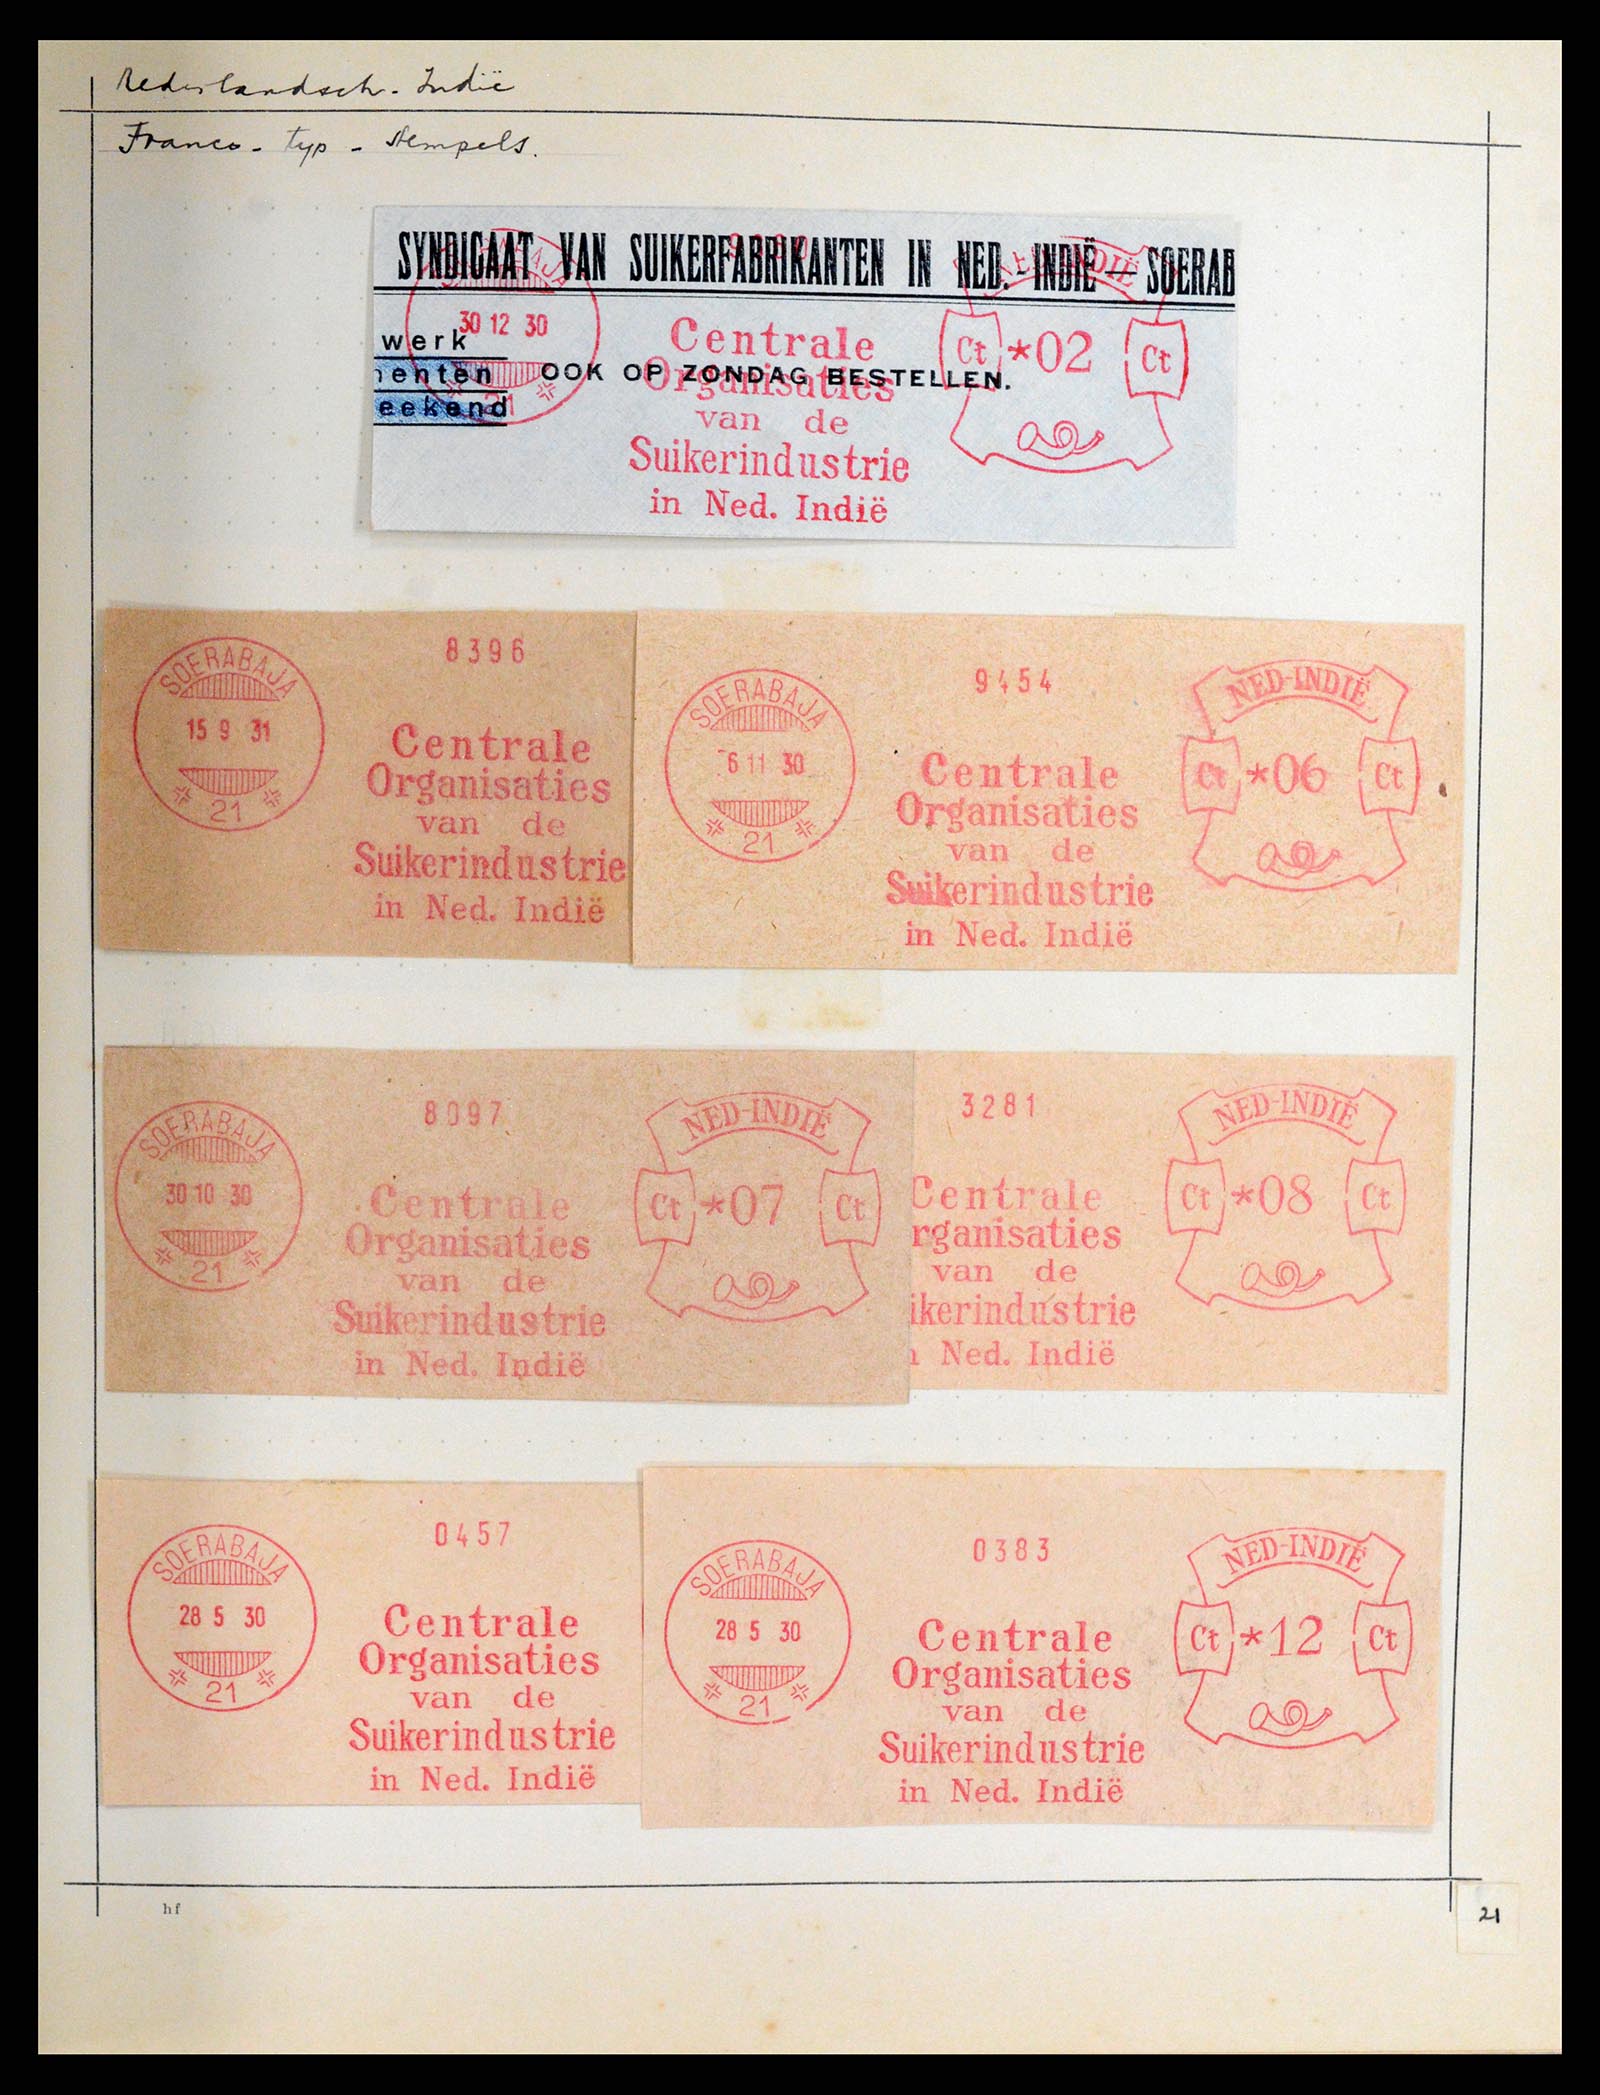 Nederlandsch-Indië
Franco-typ-stempels.
SYNDICAAT VAN SUIKERFABRIKANTEN IN NED.-INDIË — SOERAB
30 12 30
werk
enten
OOK OP ZONDAG BESTELLEN.
eekend
21
Centrale
Organisaties
van de
Suikerindustrie
in Ned. Indië
NED-INDIË
Ct *02 Ct
SOERABAJA
15 9 31
21
8396
Centrale
Organisaties
van de
Suikerindustrie
in Ned. Indië
SOERABAJA
6 11 30
21
9454
Centrale
Organisaties
van de
Suikerindustrie
in Ned. Indië
NED-INDIË
Ct *06 Ct
SOERABAJA
30 10 30
21
8097
Centrale
Organisaties
van de
Suikerindustrie
in Ned. Indië
NED-INDIË
Ct *07 Ct
3281
Centrale
rganisaties
van de
ikerindustrie
Ned. Indië
NED-INDIË
Ct *08 Ct
SOERABAJA
28 5 30
21
0457
Centrale
Organisaties
van de
Suikerindustrie
in Ned. Indië
SOERABAJA
28 5 30
21
0383
Centrale
Organisaties
van de
Suikerindustrie
in Ned. Indië
NED-INDIË
Ct *12 Ct
hf
21